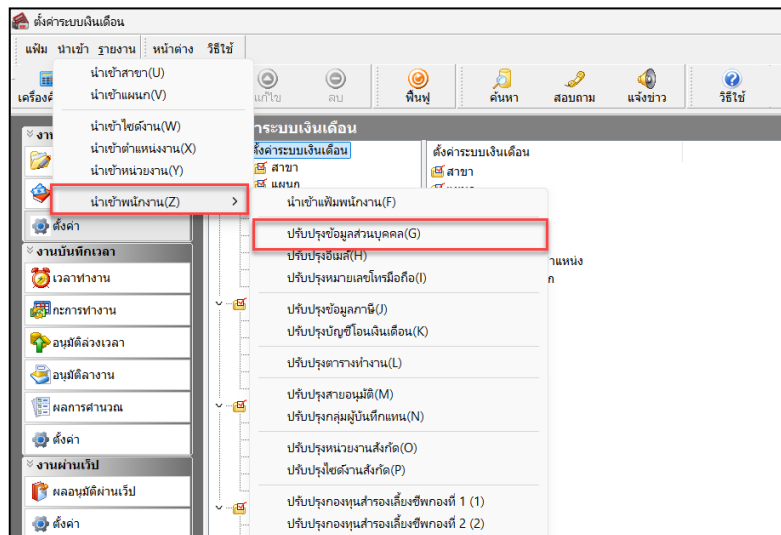 ตั้งค่าระบบเงินเดือน
แฟ้ม นำเข้า รายงาน หน้าต่าง วิธีใช้
แก้ไข ลบ ฟื้นฟู ค้นหา สอบถาม แจ้งข่าว วิธีใช้
นำเข้าสาขา(U)
นำเข้าแผนก(V)
นำเข้าไซด์งาน(W)
นำเข้าตำแหน่งงาน(X)
นำเข้าหน่วยงาน(Y)
นำเข้าพนักงาน(Z)
ตั้งค่าระบบเงินเดือน
สาขา
แผนก
ตั้งค่าระบบเงินเดือน
สาขา
นำเข้าแฟ้มพนักงาน(F)
ปรับปรุงข้อมูลส่วนบุคคล(G)
ปรับปรุงอีเมล์(H)
ปรับปรุงหมายเลขโทรมือถือ(I)
ปรับปรุงข้อมูลภาษี(J)
ปรับปรุงบัญชีโอนเงินเดือน(K)
ปรับปรุงตารางทำงาน(L)
ปรับปรุงสายอนุมัติ(M)
ปรับปรุงกลุ่มผู้บันทึกแทน(N)
ปรับปรุงหน่วยงานสังกัด(O)
ปรับปรุงไซด์งานสังกัด(P)
ปรับปรุงกองทุนสำรองเลี้ยงชีพกองที่ 1 (1)
ปรับปรุงกองทุนสำรองเลี้ยงชีพกองที่ 2 (2)
ตั้งค่า
งานบันทึกเวลา
เวลาทำงาน
กะการทำงาน
อนุมัติล่วงเวลา
อนุมัติลางาน
ผลการคำนวณ
ตั้งค่า
งานผ่านเว็ป
ผลอนุมัติผ่านเว็ป
ตั้งค่า